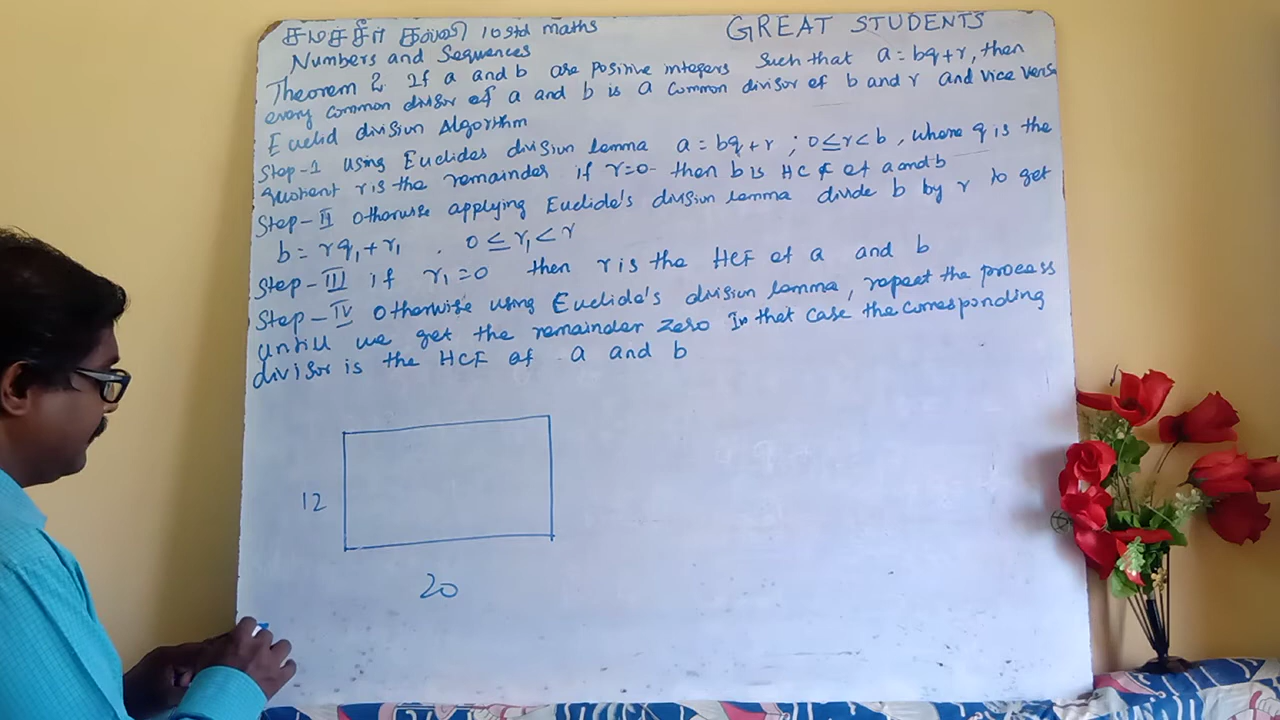 சமச்சீர் கல்வி 10 std maths
GREAT STUDENTS
Numbers and Sequences
Theorem 2 If a and b are positive integers such that a = bq + r, then
every common divisor of a and b is a common divisor of b and r and vice versa
Euclid division Algorithm
Step - 1 using Euclides division lemma a = bq + r ; 0 ≤ r < b , where q is the
quotient r is the remainder if r = 0 then b is HCF of a and b
Step - II otherwise applying Euclide's division lemma divide b by r to get
b = rq₁ + r₁ . 0 ≤ r₁ < r
Step - III if r₁ = 0 then r is the HCF of a and b
Step - IV otherwise using Euclide's division lemma, repeat the process
untill we get the remainder zero In that case the corresponding
divisor is the HCF of a and b
12
20